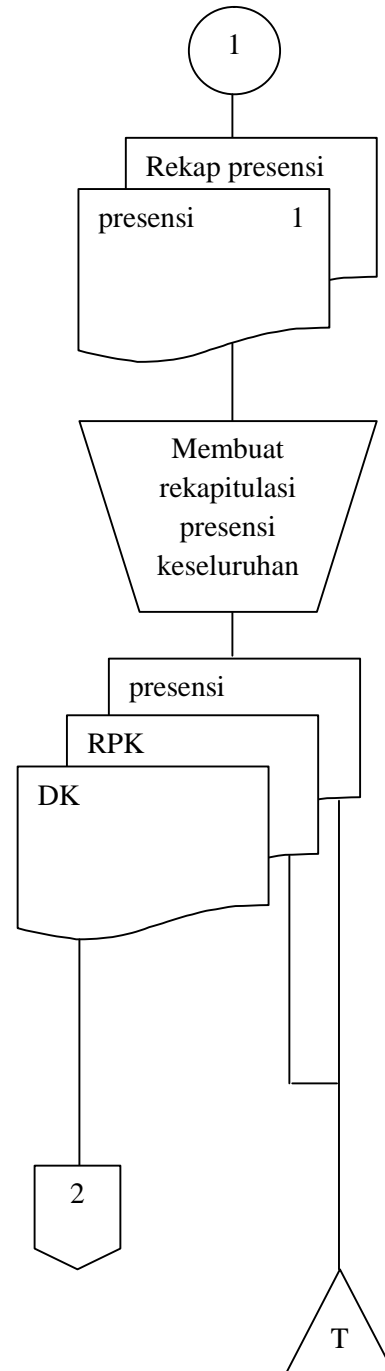 1
Rekap presensi
presensi 1
Membuat
rekapitulasi
presensi
keseluruhan
presensi
RPK
DK
2
T